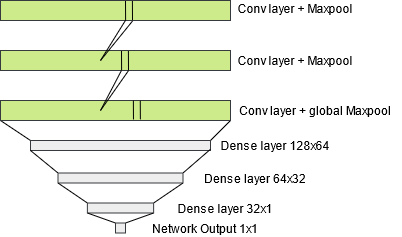 Conv layer + Maxpool
Conv layer + Maxpool
Conv layer + global Maxpool
Dense layer 128x64
Dense layer 64x32
Dense layer 32x1
Network Output 1x1